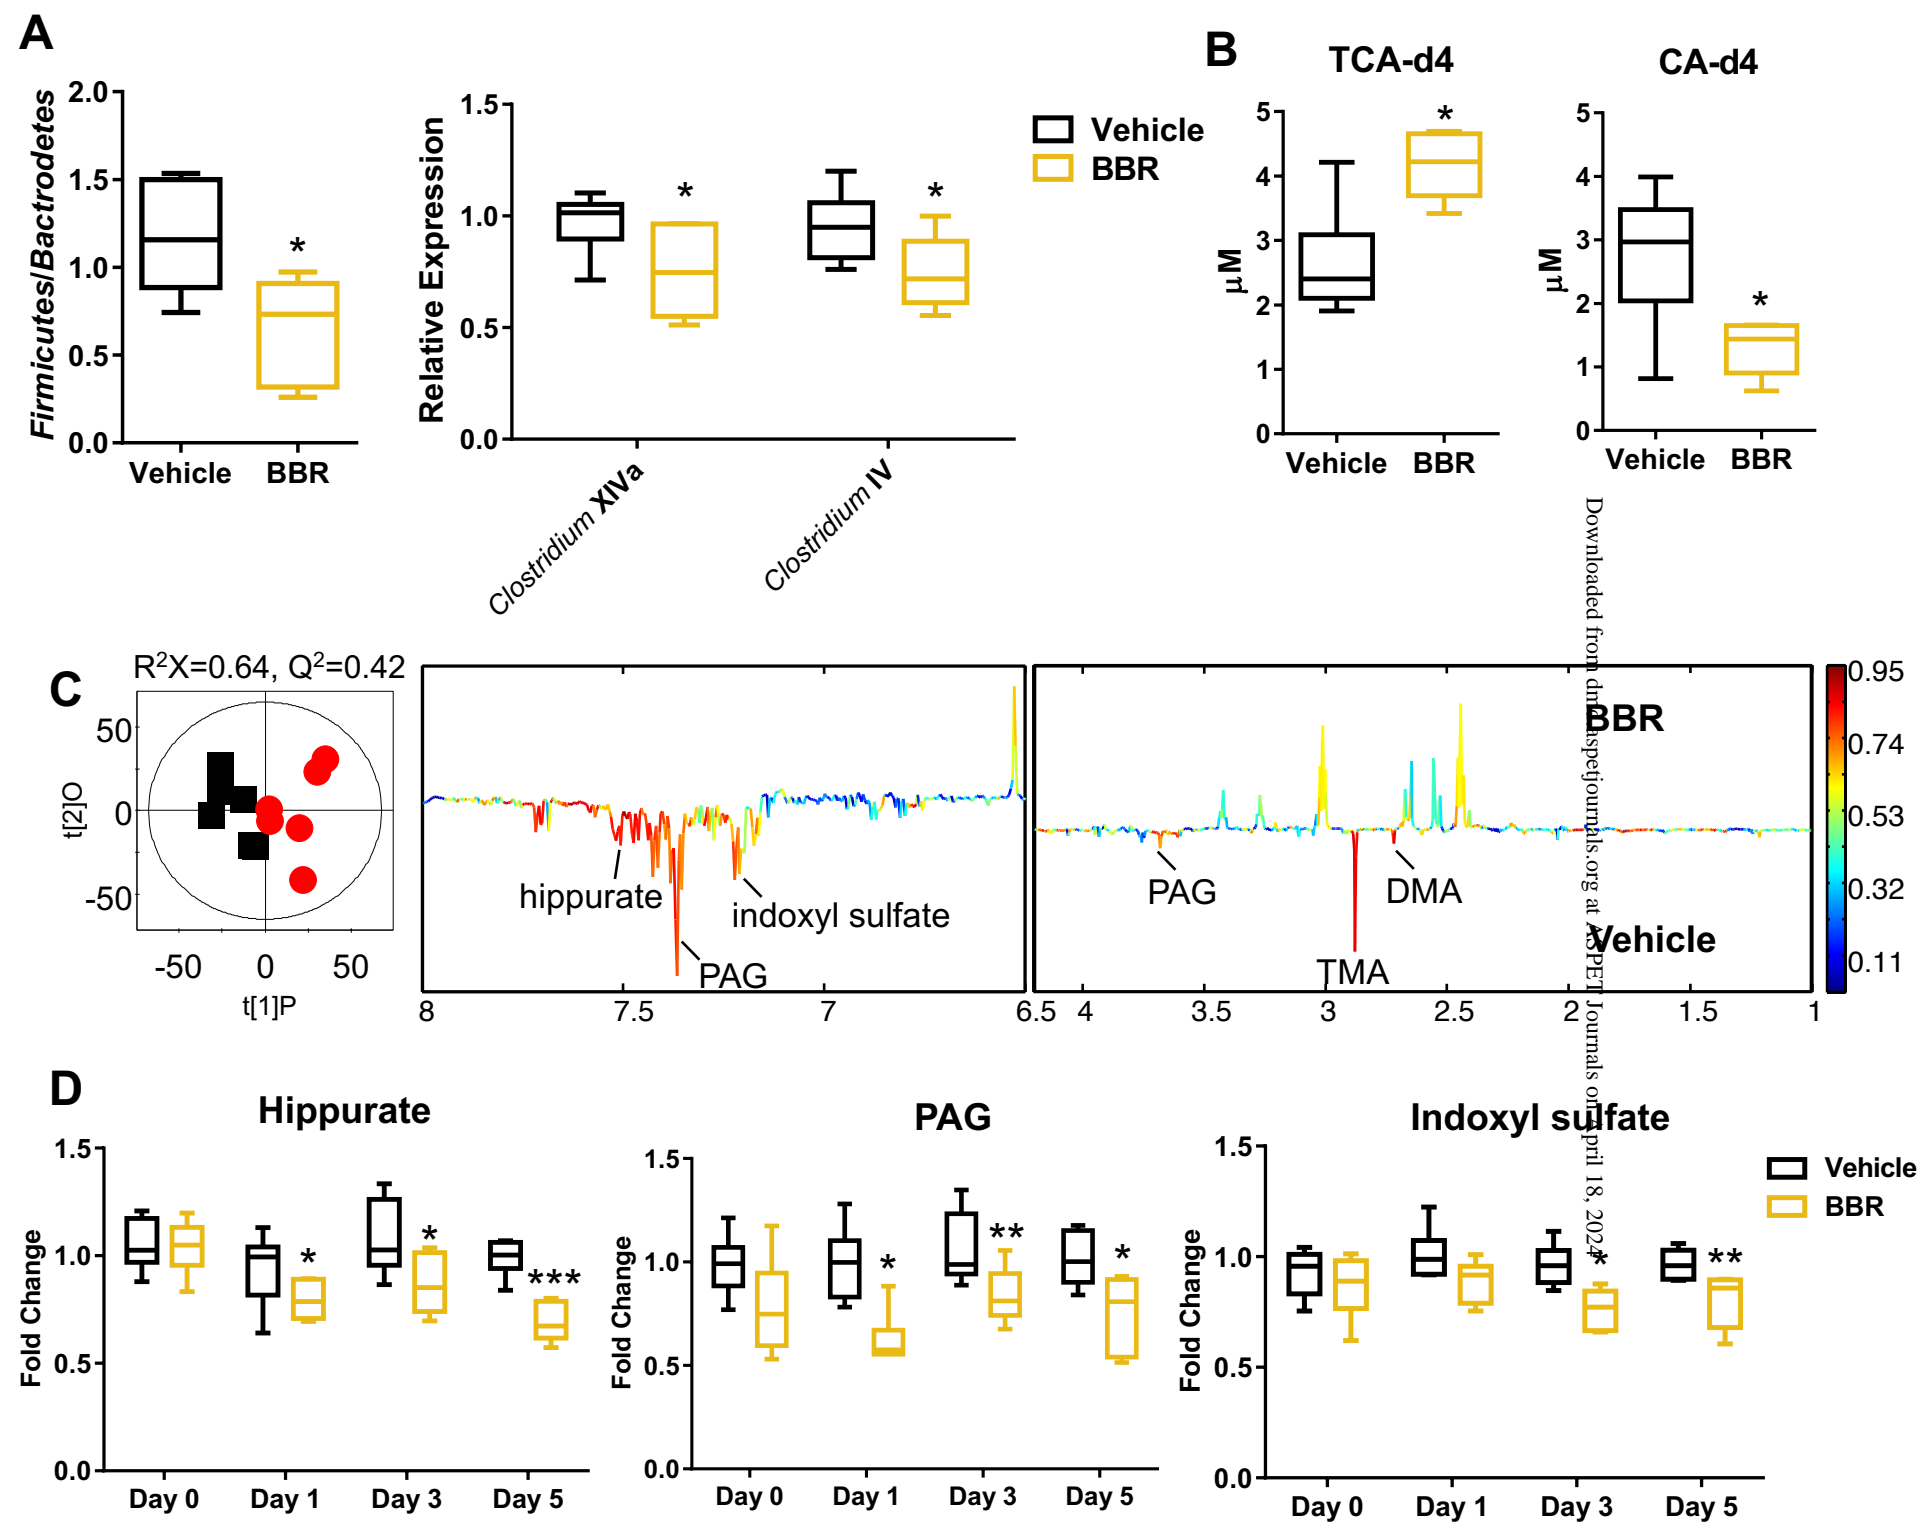 A
Firmicutes/Bactrodetes
2.0
1.5
1.0
0.5
0.0
Vehicle BBR
*
Relative Expression
1.5
1.0
0.5
0.0
* *
Clostridium XIVa
Clostridium IV
Vehicle
BBR
B
TCA-d4
μM
5
4
3
2
1
0
*
Vehicle BBR
CA-d4
μM
5
4
3
2
1
0
*
Vehicle BBR
Downloaded from dmd.aspetjournals.org at ASPET Journals on April 18, 2024
C
R²X=0.64, Q²=0.42
t[2]O
50
0
-50
-50 0 50
t[1]P
hippurate
indoxyl sulfate
PAG
8 7.5 7 6.5
BBR
PAG
DMA
Vehicle
TMA
4 3.5 3 2.5 2 1.5 1
0.95
0.74
0.53
0.32
0.11
D
Hippurate
Fold Change
1.5
1.0
0.5
0.0
* * ***
Day 0 Day 1 Day 3 Day 5
PAG
Fold Change
1.5
1.0
0.5
0.0
* ** *
Day 0 Day 1 Day 3 Day 5
Indoxyl sulfate
Fold Change
1.5
1.0
0.5
0.0
* **
Day 0 Day 1 Day 3 Day 5
Vehicle
BBR